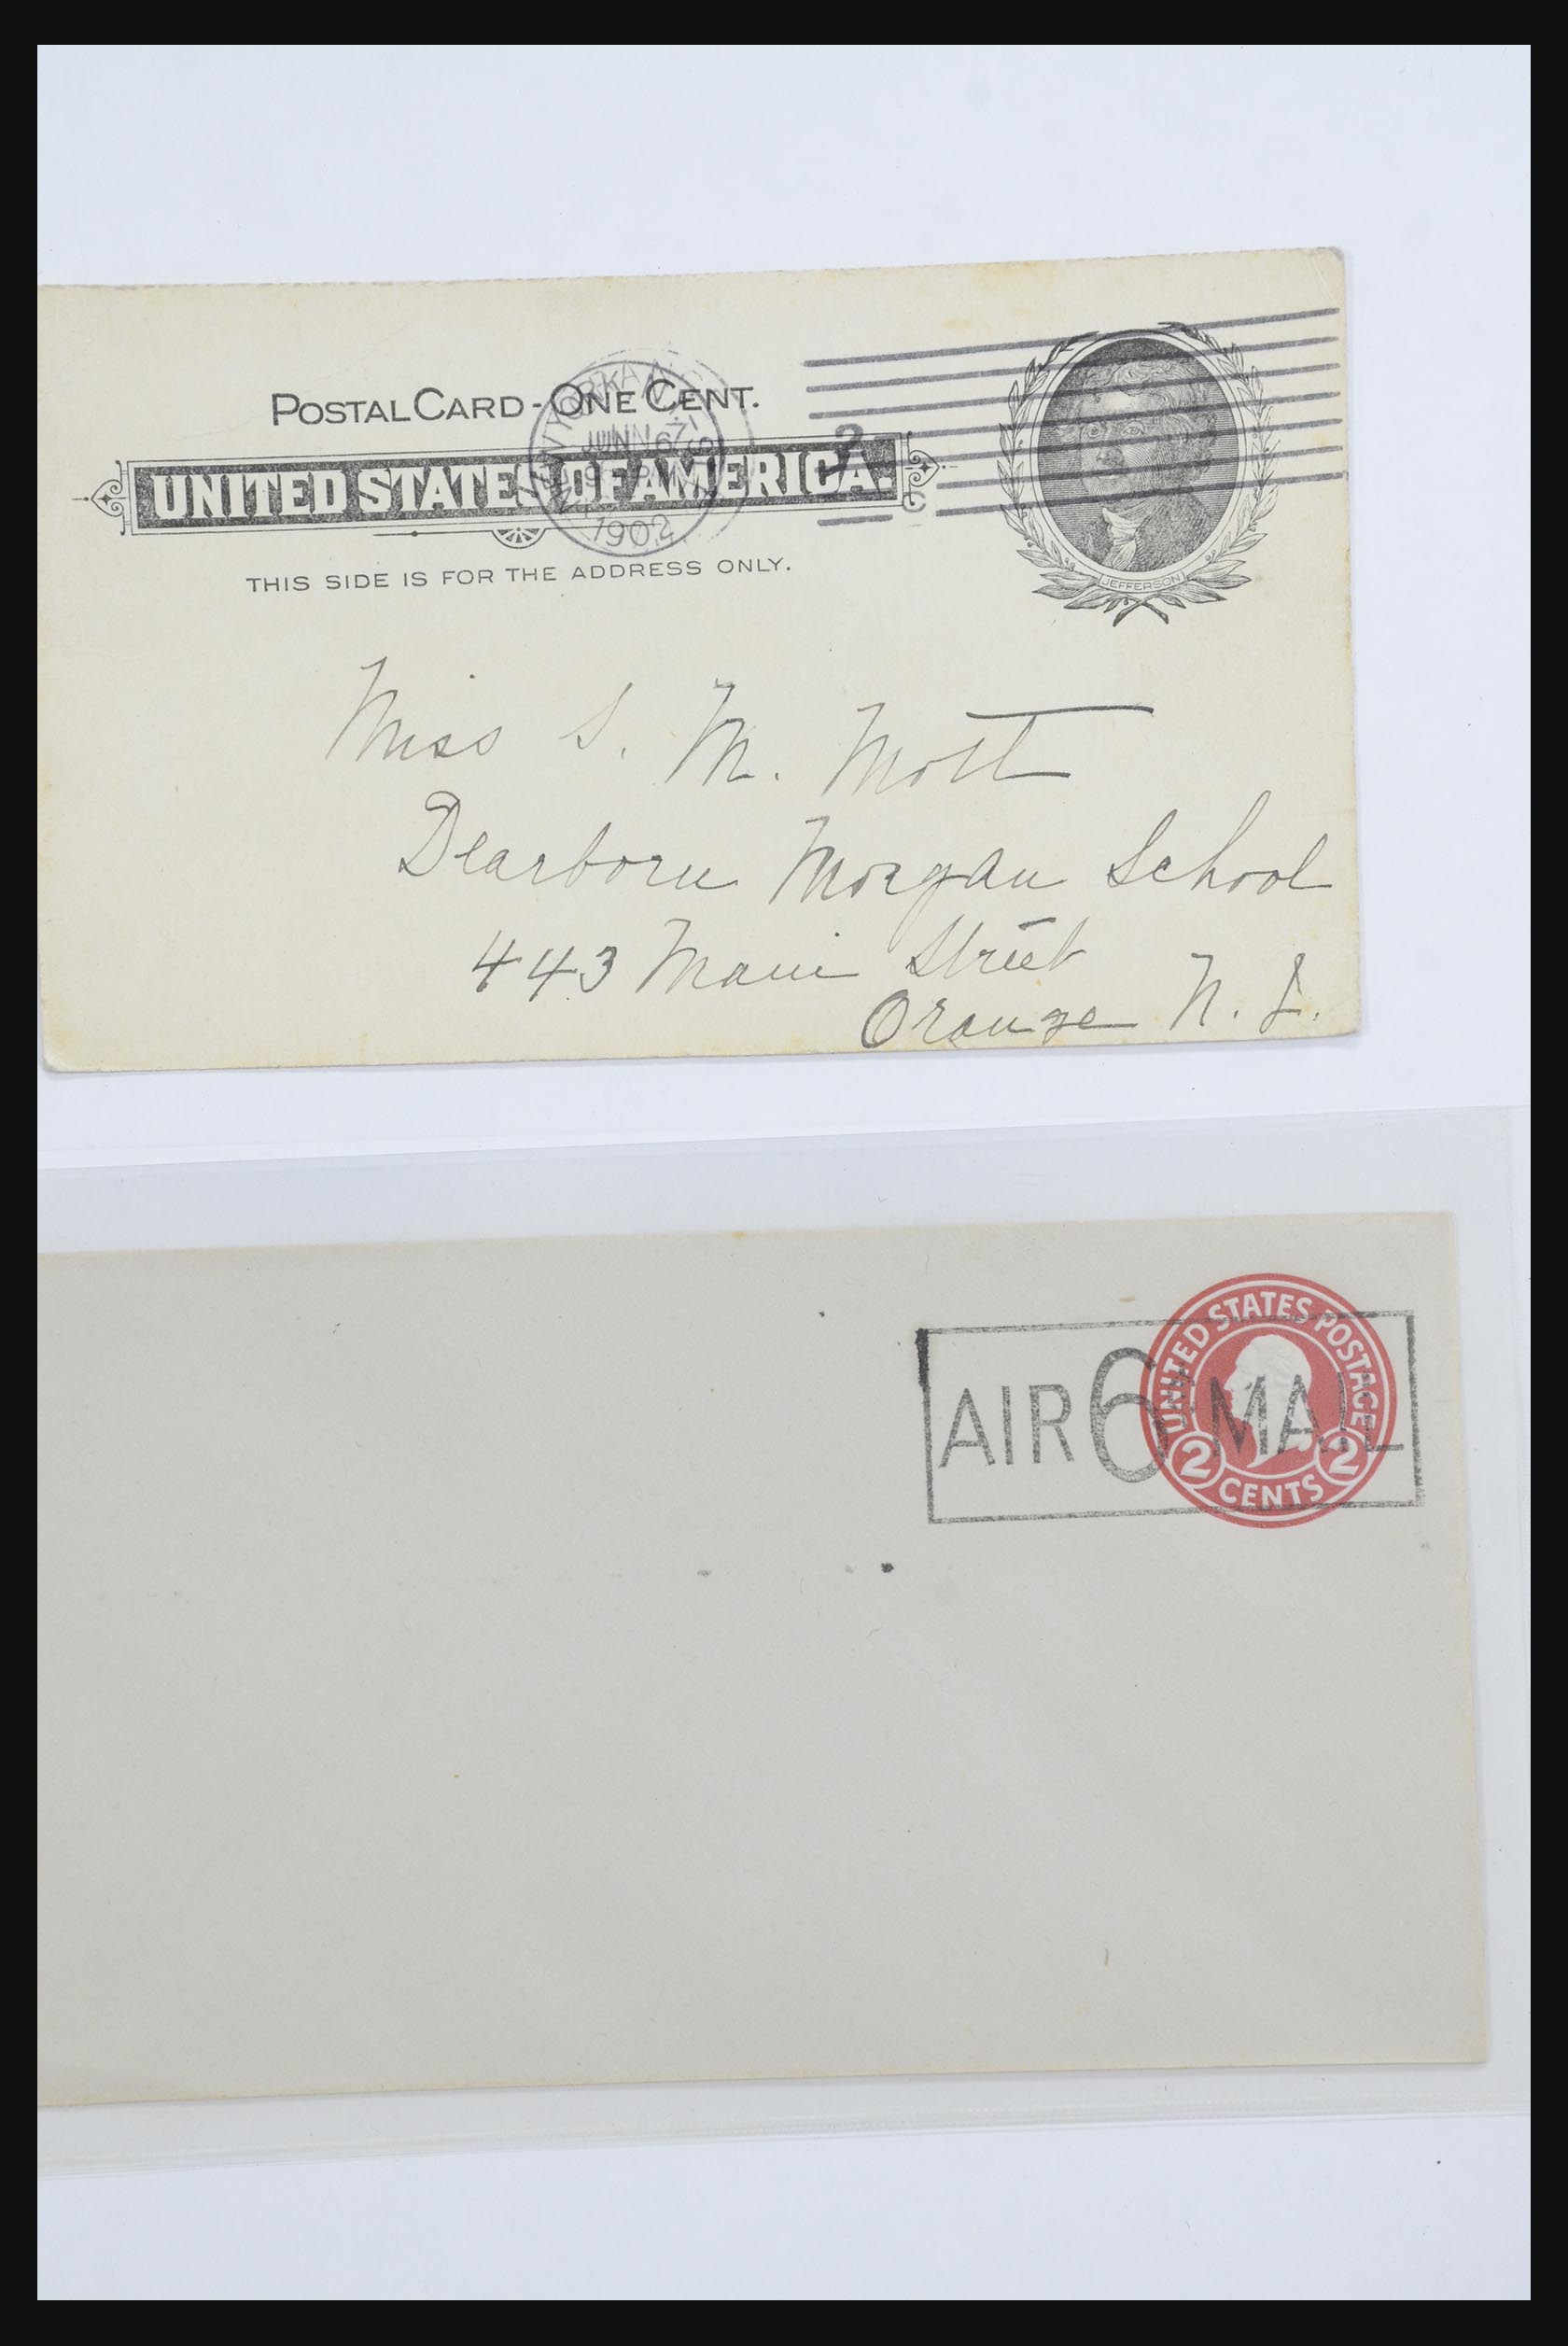 POSTAL CARD - ONE CENT.
UNITED STATES OF AMERICA.
1902
THIS SIDE IS FOR THE ADDRESS ONLY.
JEFFERSON
Miss S. M. Mott
Dearborn Morgan School
443 Main Street
Orange N. J.
AIR 6¢ MAIL
UNITED STATES POSTAGE
2 CENTS 2